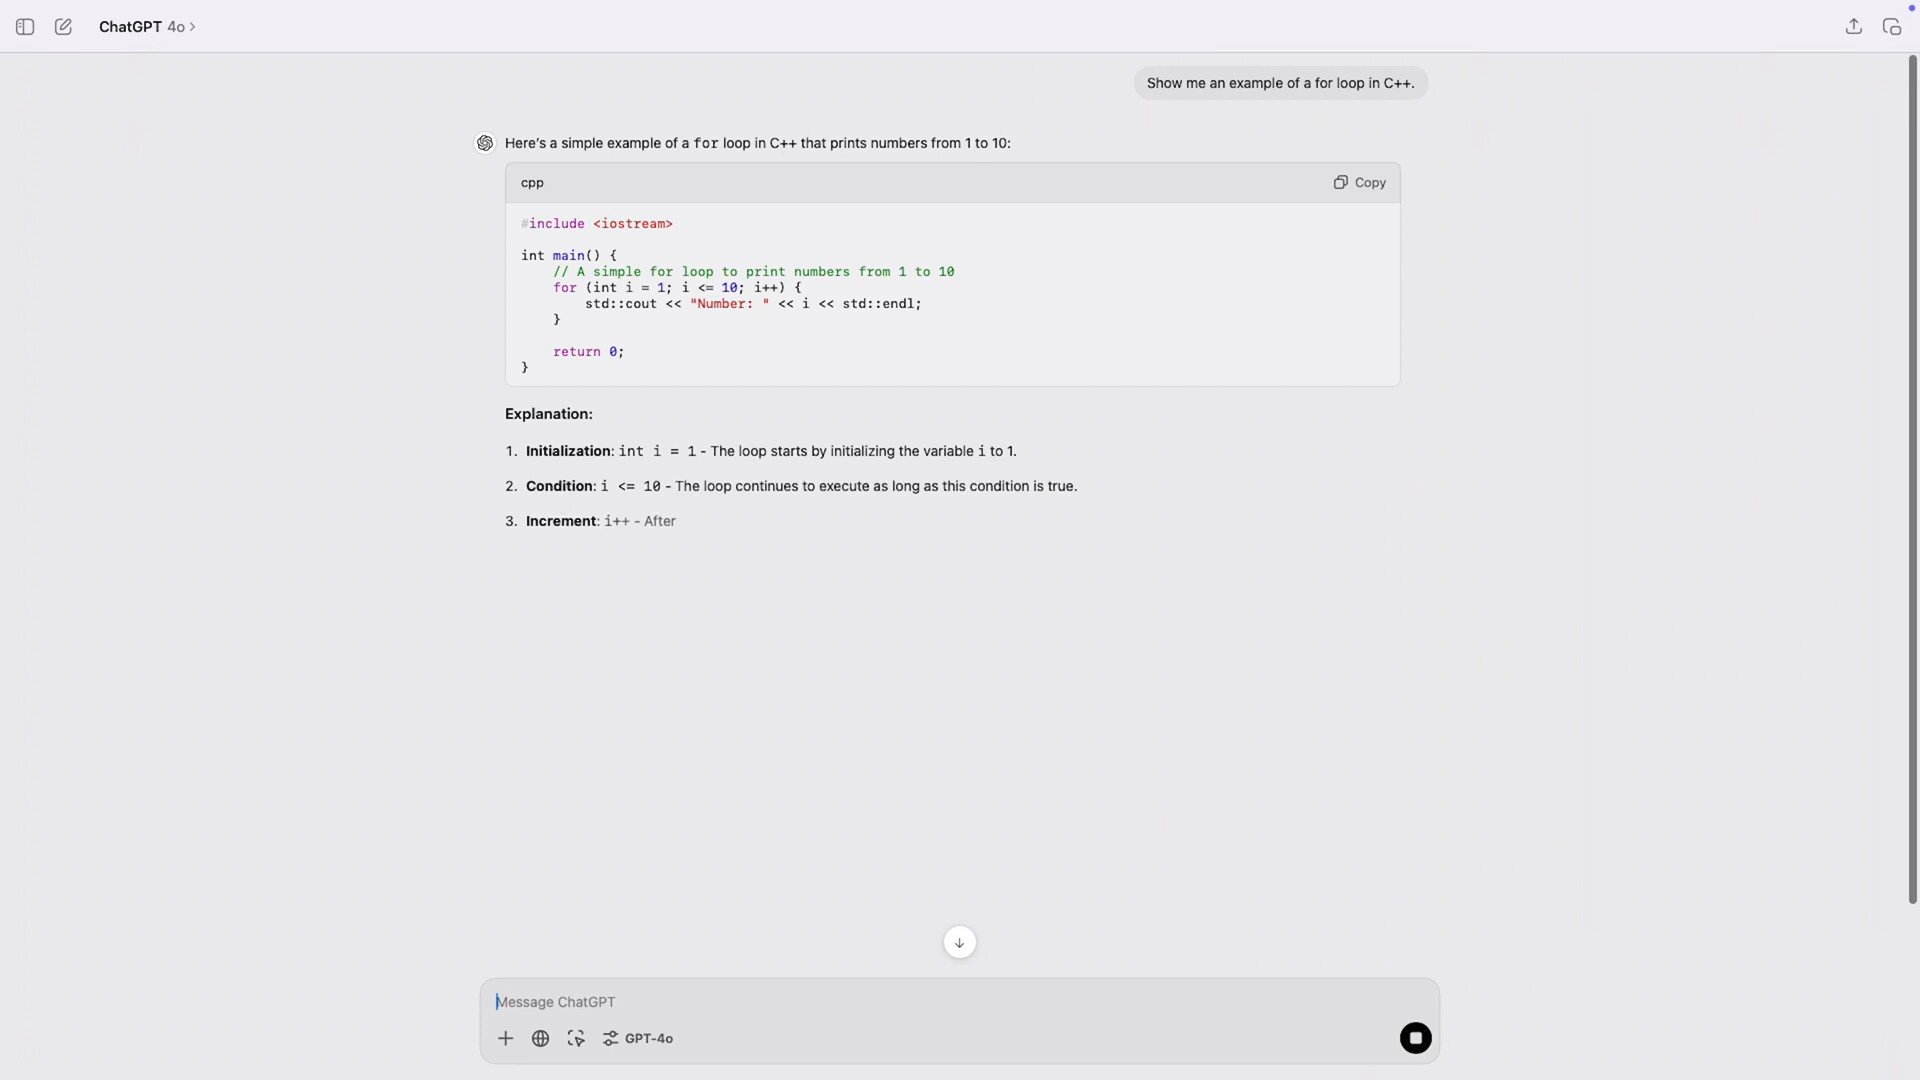 ChatGPT 4o >
Show me an example of a for loop in C++.
Here's a simple example of a for loop in C++ that prints numbers from 1 to 10:
cpp
Copy
#include <iostream>
int main() {
    // A simple for loop to print numbers from 1 to 10
    for (int i = 1; i <= 10; i++) {
        std::cout << "Number: " << i << std::endl;
    }
    return 0;
}
Explanation:
1. Initialization: int i = 1 - The loop starts by initializing the variable i to 1.
2. Condition: i <= 10 - The loop continues to execute as long as this condition is true.
3. Increment: i++ - After
Message ChatGPT
GPT-4o